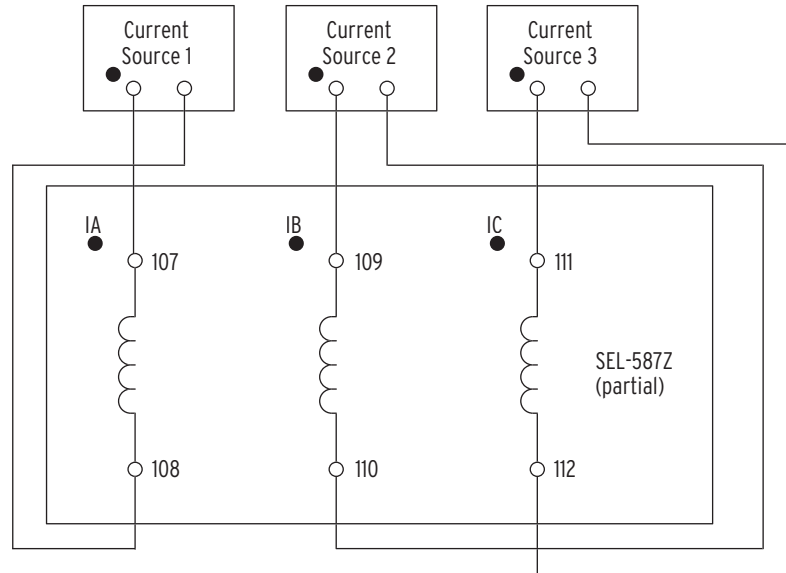 Current
Source 1
Current
Source 2
Current
Source 3
IA
IB
IC
107
109
111
SEL-587Z
(partial)
108
110
112